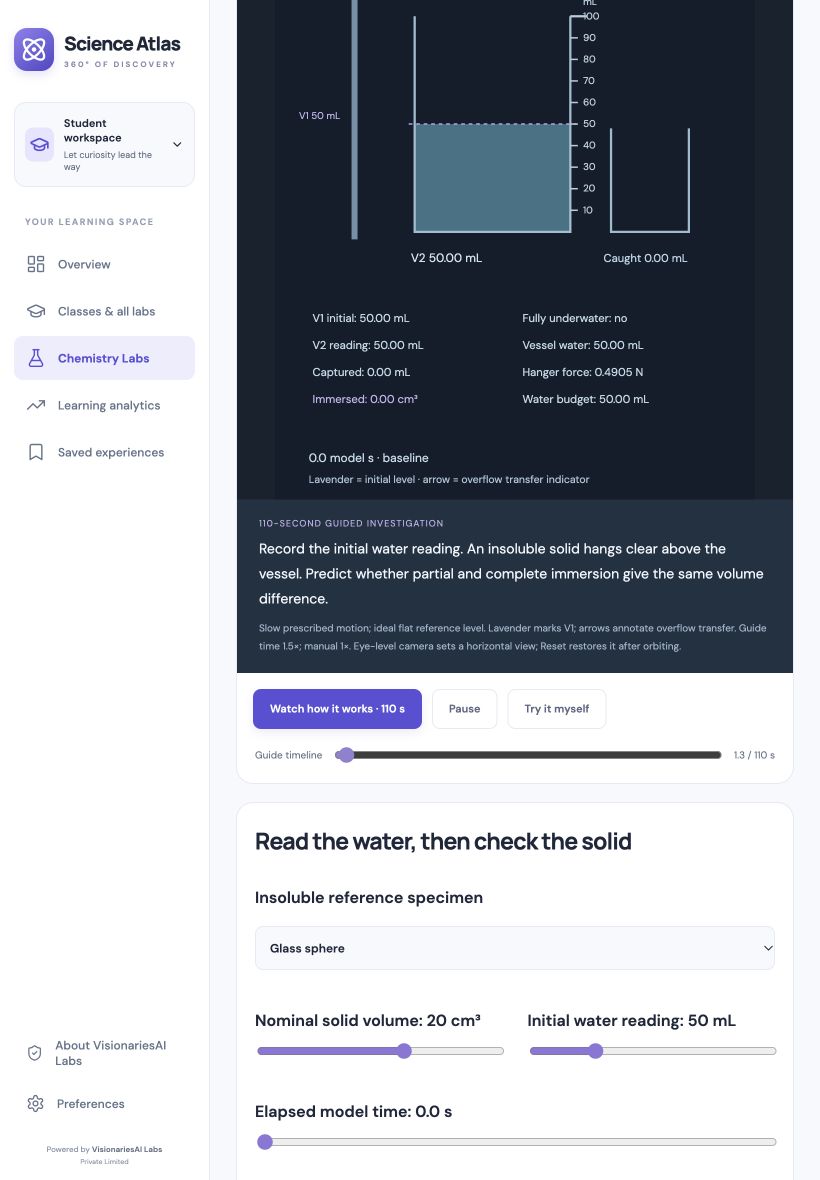 Science Atlas
360° OF DISCOVERY
Student workspace
Let curiosity lead the way
YOUR LEARNING SPACE
Overview
Classes & all labs
Chemistry Labs
Learning analytics
Saved experiences
About VisionariesAI Labs
Preferences
Powered by VisionariesAI Labs
Private Limited
mL
100
90
80
70
60
50
40
30
20
10
V1 50 mL
V2 50.00 mL
Caught 0.00 mL
V1 initial: 50.00 mL
Fully underwater: no
V2 reading: 50.00 mL
Vessel water: 50.00 mL
Captured: 0.00 mL
Hanger force: 0.4905 N
Immersed: 0.00 cm³
Water budget: 50.00 mL
0.0 model s · baseline
Lavender = initial level · arrow = overflow transfer indicator
110-SECOND GUIDED INVESTIGATION
Record the initial water reading. An insoluble solid hangs clear above the
vessel. Predict whether partial and complete immersion give the same volume
difference.
Slow prescribed motion; ideal flat reference level. Lavender marks V1; arrows annotate overflow transfer. Guide
time 1.5×; manual 1×. Eye-level camera sets a horizontal view; Reset restores it after orbiting.
Watch how it works · 110 s
Pause
Try it myself
Guide timeline
1.3 / 110 s
Read the water, then check the solid
Insoluble reference specimen
Glass sphere
Nominal solid volume: 20 cm³
Initial water reading: 50 mL
Elapsed model time: 0.0 s